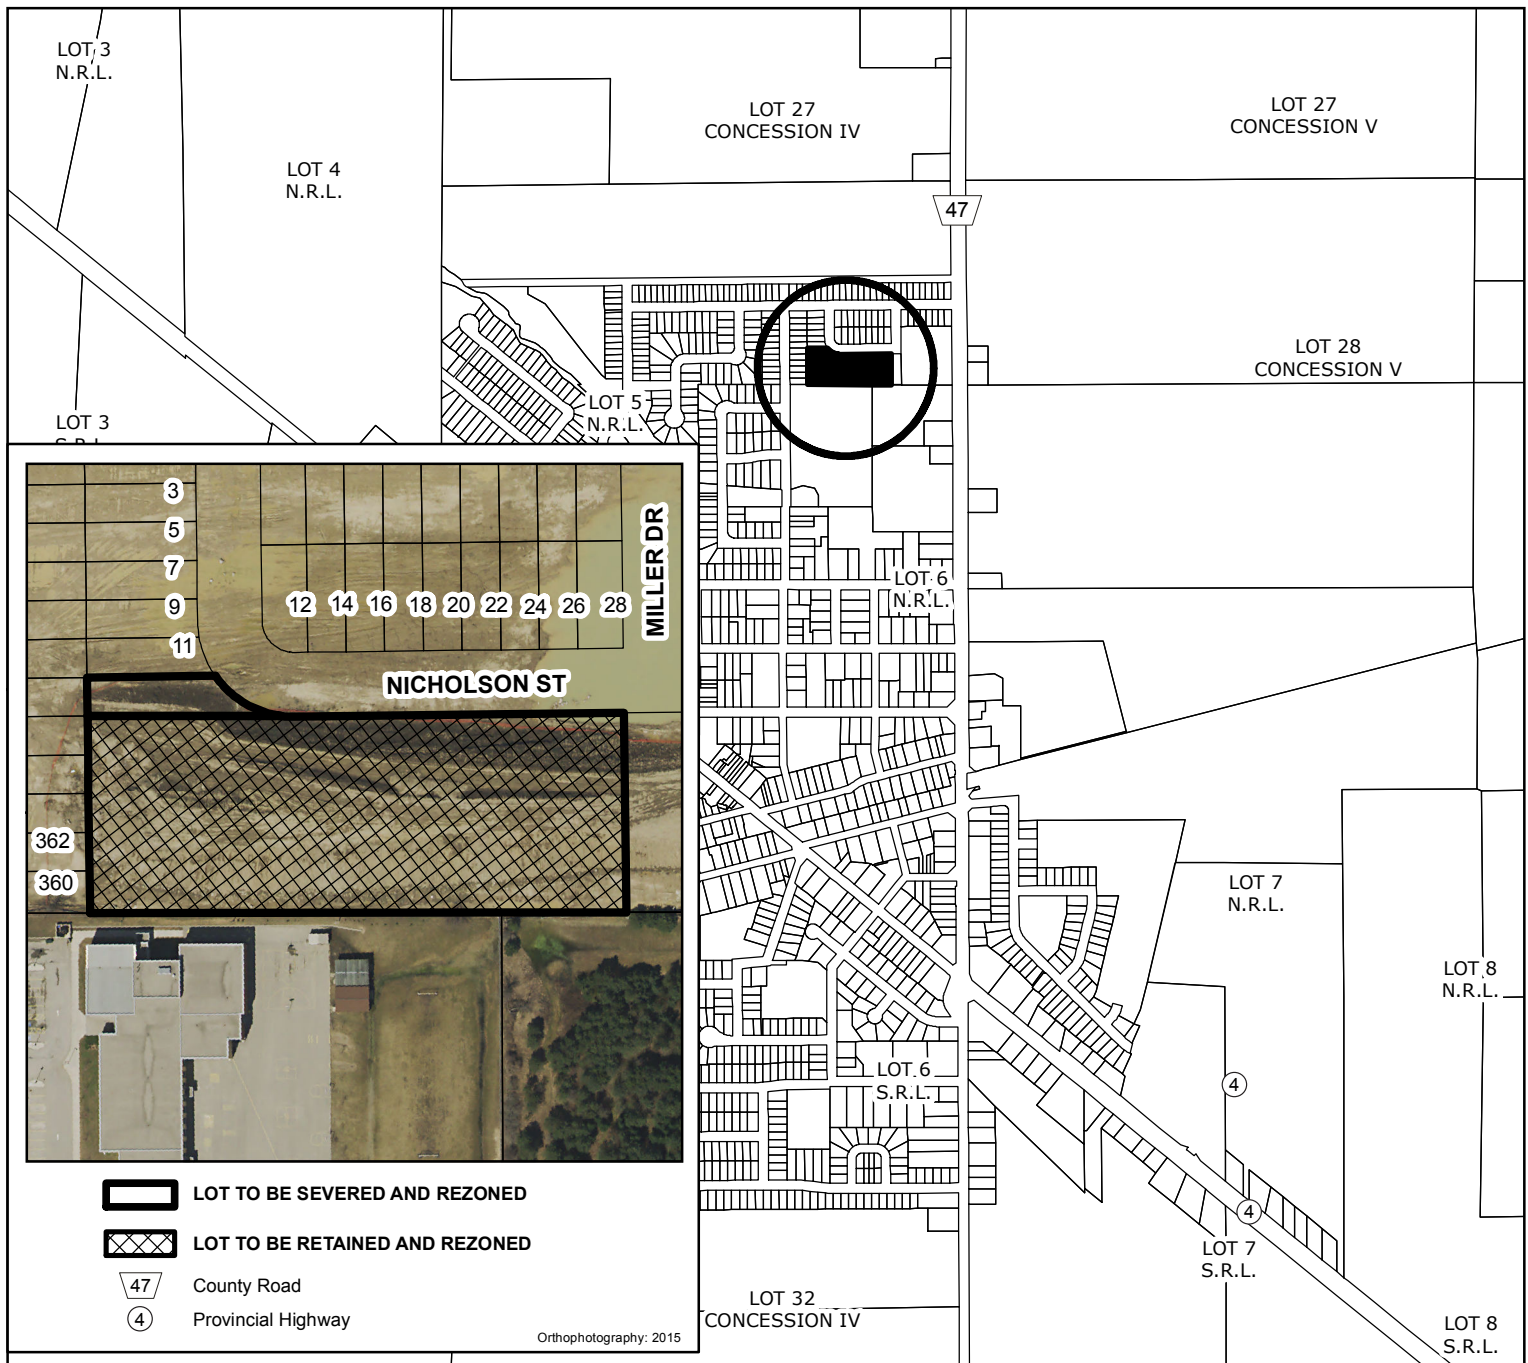 LOT 3
N.R.L.
LOT 4
N.R.L.
LOT 27
CONCESSION IV
LOT 27
CONCESSION V
47
LOT 28
CONCESSION V
LOT 5
N.R.L.
LOT 3
S.R.L.
LOT 6
N.R.L.
LOT 7
N.R.L.
LOT 8
N.R.L.
LOT 6
S.R.L.
4
4
LOT 7
S.R.L.
LOT 32
CONCESSION IV
LOT 8
S.R.L.
3
5
7
9
11
12 14 16 18 20 22 24 26 28
MILLER DR
NICHOLSON ST
362
360
LOT TO BE SEVERED AND REZONED
LOT TO BE RETAINED AND REZONED
47 County Road
4 Provincial Highway
Orthophotography: 2015